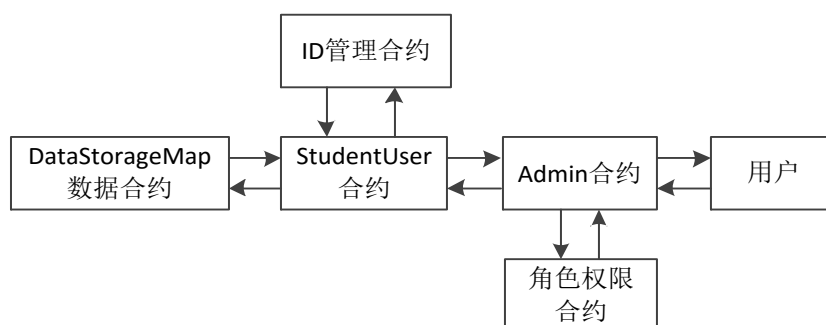 ID管理合约
DataStorageMap
数据合约
StudentUser
合约
Admin合约
用户
角色权限
合约